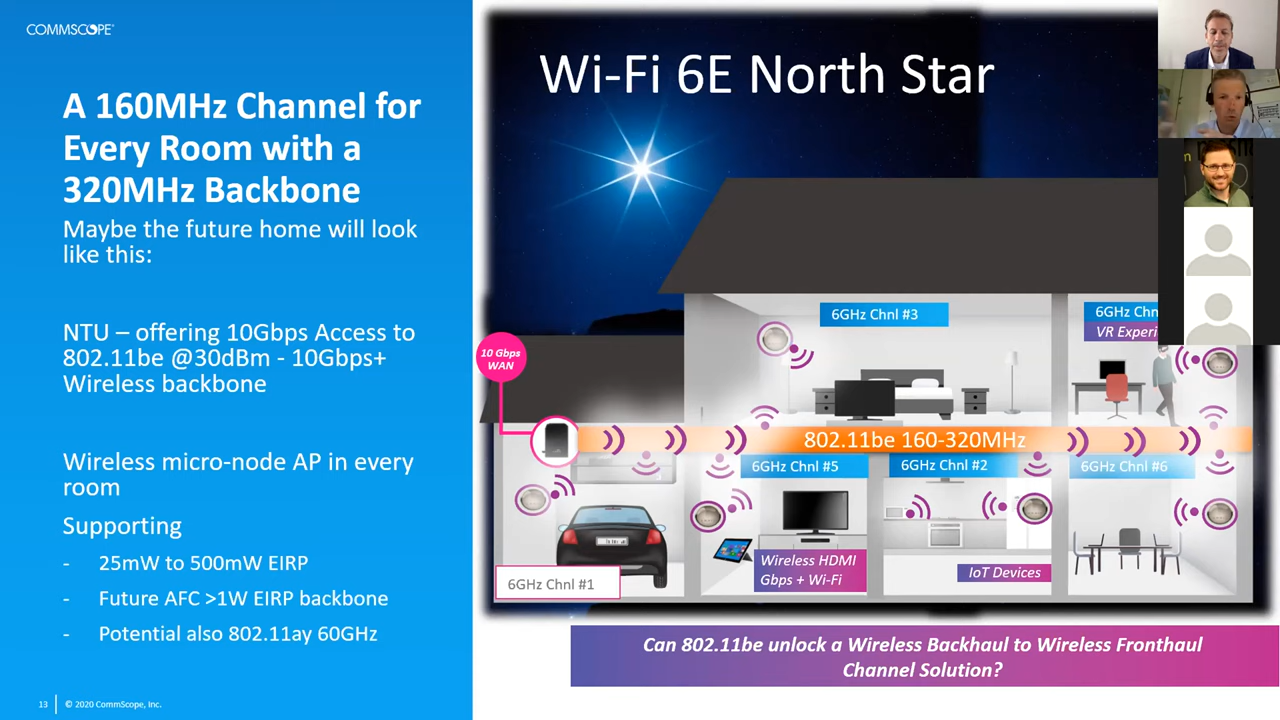 COMMSCOPE®
A 160MHz Channel for
Every Room with a
320MHz Backbone
Maybe the future home will look
like this:
NTU – offering 10Gbps Access to
802.11be @30dBm - 10Gbps+
Wireless backbone
Wireless micro-node AP in every
room
Supporting
- 25mW to 500mW EIRP
- Future AFC >1W EIRP backbone
- Potential also 802.11ay 60GHz
13 | © 2020 CommScope, Inc.
Wi-Fi 6E North Star
6GHz Chnl #3
6GHz Chn
VR Experi
10 Gbps
WAN
802.11be 160-320MHz
6GHz Chnl #5
6GHz Chnl #2
6GHz Chnl #6
Wireless HDMI
Gbps + Wi-Fi
IoT Devices
6GHz Chnl #1
Can 802.11be unlock a Wireless Backhaul to Wireless Fronthaul
Channel Solution?